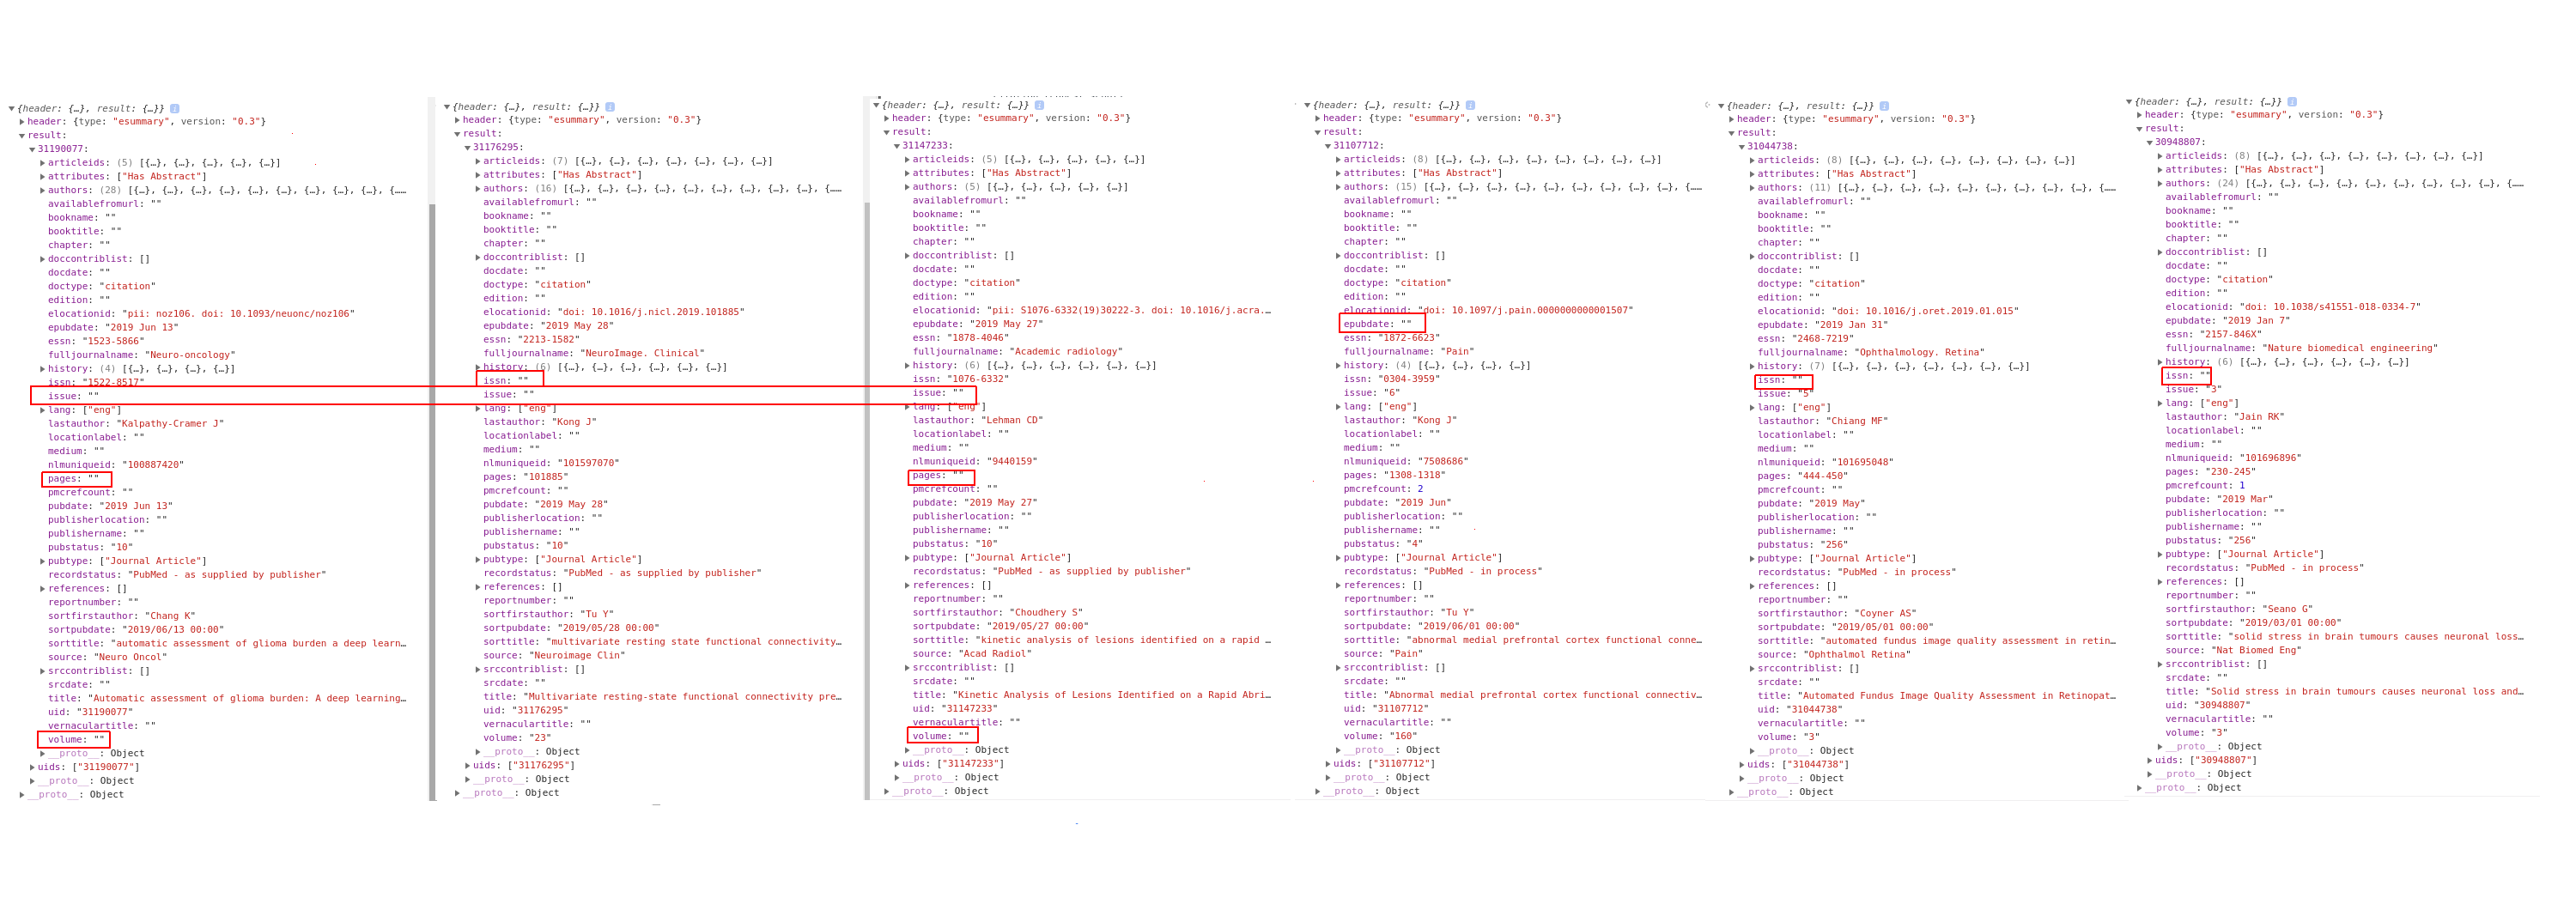 {header: {…}, result: {…}} i
header: {type: "esummary", version: "0.3"}
result:
31190077:
articleids: (5) [{…}, {…}, {…}, {…}, {…}]
attributes: ["Has Abstract"]
authors: (28) [{…}, {…}, {…}, {…}, {…}, {…}, {…}, {…}, {…}, {……
availablefromurl: ""
bookname: ""
booktitle: ""
chapter: ""
doccontriblist: []
docdate: ""
doctype: "citation"
edition: ""
elocationid: "pii: noz106. doi: 10.1093/neuonc/noz106"
epubdate: "2019 Jun 13"
essn: "1523-5866"
fulljournalname: "Neuro-oncology"
history: (4) [{…}, {…}, {…}, {…}]
issn: "1522-8517"
issue: ""
lang: ["eng"]
lastauthor: "Kalpathy-Cramer J"
locationlabel: ""
medium: ""
nlmuniqueid: "100887420"
pages: ""
pmcrefcount: ""
pubdate: "2019 Jun 13"
publisherlocation: ""
publishername: ""
pubstatus: "10"
pubtype: ["Journal Article"]
recordstatus: "PubMed - as supplied by publisher"
references: []
reportnumber: ""
sortfirstauthor: "Chang K"
sortpubdate: "2019/06/13 00:00"
sorttitle: "automatic assessment of glioma burden a deep learn…
source: "Neuro Oncol"
srccontriblist: []
srcdate: ""
title: "Automatic assessment of glioma burden: A deep learning…
uid: "31190077"
vernaculartitle: ""
volume: ""
__proto__: Object
uids: ["31190077"]
__proto__: Object
__proto__: Object
{header: {…}, result: {…}} i
header: {type: "esummary", version: "0.3"}
result:
31176295:
articleids: (7) [{…}, {…}, {…}, {…}, {…}, {…}, {…}]
attributes: ["Has Abstract"]
authors: (16) [{…}, {…}, {…}, {…}, {…}, {…}, {…}, {…}, {…}, {……
availablefromurl: ""
bookname: ""
booktitle: ""
chapter: ""
doccontriblist: []
docdate: ""
doctype: "citation"
edition: ""
elocationid: "doi: 10.1016/j.nicl.2019.101885"
epubdate: "2019 May 28"
essn: "2213-1582"
fulljournalname: "NeuroImage. Clinical"
history: (6) [{…}, {…}, {…}, {…}, {…}, {…}]
issn: ""
issue: ""
lang: ["eng"]
lastauthor: "Kong J"
locationlabel: ""
medium: ""
nlmuniqueid: "101597070"
pages: "101885"
pmcrefcount: ""
pubdate: "2019 May 28"
publisherlocation: ""
publishername: ""
pubstatus: "10"
pubtype: ["Journal Article"]
recordstatus: "PubMed - as supplied by publisher"
references: []
reportnumber: ""
sortfirstauthor: "Tu Y"
sortpubdate: "2019/05/28 00:00"
sorttitle: "multivariate resting state functional connectivity…
source: "Neuroimage Clin"
srccontriblist: []
srcdate: ""
title: "Multivariate resting-state functional connectivity pre…
uid: "31176295"
vernaculartitle: ""
volume: "23"
__proto__: Object
uids: ["31176295"]
__proto__: Object
__proto__: Object
{header: {…}, result: {…}} i
header: {type: "esummary", version: "0.3"}
result:
31147233:
articleids: (5) [{…}, {…}, {…}, {…}, {…}]
attributes: ["Has Abstract"]
authors: (5) [{…}, {…}, {…}, {…}, {…}]
availablefromurl: ""
bookname: ""
booktitle: ""
chapter: ""
doccontriblist: []
docdate: ""
doctype: "citation"
edition: ""
elocationid: "pii: S1076-6332(19)30222-3. doi: 10.1016/j.acra.…
epubdate: "2019 May 27"
essn: "1878-4046"
fulljournalname: "Academic radiology"
history: (6) [{…}, {…}, {…}, {…}, {…}, {…}]
issn: "1076-6332"
issue: ""
lang: ["eng"]
lastauthor: "Lehman CD"
locationlabel: ""
medium: ""
nlmuniqueid: "9440159"
pages: ""
pmcrefcount: ""
pubdate: "2019 May 27"
publisherlocation: ""
publishername: ""
pubstatus: "10"
pubtype: ["Journal Article"]
recordstatus: "PubMed - as supplied by publisher"
references: []
reportnumber: ""
sortfirstauthor: "Choudhery S"
sortpubdate: "2019/05/27 00:00"
sorttitle: "kinetic analysis of lesions identified on a rapid …
source: "Acad Radiol"
srccontriblist: []
srcdate: ""
title: "Kinetic Analysis of Lesions Identified on a Rapid Abri…
uid: "31147233"
vernaculartitle: ""
volume: ""
__proto__: Object
uids: ["31147233"]
__proto__: Object
__proto__: Object
{header: {…}, result: {…}} i
header: {type: "esummary", version: "0.3"}
result:
31107712:
articleids: (8) [{…}, {…}, {…}, {…}, {…}, {…}, {…}, {…}]
attributes: ["Has Abstract"]
authors: (15) [{…}, {…}, {…}, {…}, {…}, {…}, {…}, {…}, {…}, {……
availablefromurl: ""
bookname: ""
booktitle: ""
chapter: ""
doccontriblist: []
docdate: ""
doctype: "citation"
edition: ""
elocationid: "doi: 10.1097/j.pain.0000000000001507"
epubdate: ""
essn: "1872-6623"
fulljournalname: "Pain"
history: (4) [{…}, {…}, {…}, {…}]
issn: "0304-3959"
issue: "6"
lang: ["eng"]
lastauthor: "Kong J"
locationlabel: ""
medium: ""
nlmuniqueid: "7508686"
pages: "1308-1318"
pmcrefcount: 2
pubdate: "2019 Jun"
publisherlocation: ""
publishername: ""
pubstatus: "4"
pubtype: ["Journal Article"]
recordstatus: "PubMed - in process"
references: []
reportnumber: ""
sortfirstauthor: "Tu Y"
sortpubdate: "2019/06/01 00:00"
sorttitle: "abnormal medial prefrontal cortex functional conne…
source: "Pain"
srccontriblist: []
srcdate: ""
title: "Abnormal medial prefrontal cortex functional connectiv…
uid: "31107712"
vernaculartitle: ""
volume: "160"
__proto__: Object
uids: ["31107712"]
__proto__: Object
__proto__: Object
{header: {…}, result: {…}} i
header: {type: "esummary", version: "0.3"}
result:
31044738:
articleids: (8) [{…}, {…}, {…}, {…}, {…}, {…}, {…}, {…}]
attributes: ["Has Abstract"]
authors: (11) [{…}, {…}, {…}, {…}, {…}, {…}, {…}, {…}, {…}, {……
availablefromurl: ""
bookname: ""
booktitle: ""
chapter: ""
doccontriblist: []
docdate: ""
doctype: "citation"
edition: ""
elocationid: "doi: 10.1016/j.oret.2019.01.015"
epubdate: "2019 Jan 31"
essn: "2468-7219"
fulljournalname: "Ophthalmology. Retina"
history: (7) [{…}, {…}, {…}, {…}, {…}, {…}, {…}]
issn: ""
issue: "5"
lang: ["eng"]
lastauthor: "Chiang MF"
locationlabel: ""
medium: ""
nlmuniqueid: "101695048"
pages: "444-450"
pmcrefcount: ""
pubdate: "2019 May"
publisherlocation: ""
publishername: ""
pubstatus: "256"
pubtype: ["Journal Article"]
recordstatus: "PubMed - in process"
references: []
reportnumber: ""
sortfirstauthor: "Coyner AS"
sortpubdate: "2019/05/01 00:00"
sorttitle: "automated fundus image quality assessment in retin…
source: "Ophthalmol Retina"
srccontriblist: []
srcdate: ""
title: "Automated Fundus Image Quality Assessment in Retinopat…
uid: "31044738"
vernaculartitle: ""
volume: "3"
__proto__: Object
uids: ["31044738"]
__proto__: Object
__proto__: Object
{header: {…}, result: {…}} i
header: {type: "esummary", version: "0.3"}
result:
30948807:
articleids: (8) [{…}, {…}, {…}, {…}, {…}, {…}, {…}, {…}]
attributes: ["Has Abstract"]
authors: (24) [{…}, {…}, {…}, {…}, {…}, {…}, {…}, {…}, {…}, {……
availablefromurl: ""
bookname: ""
booktitle: ""
chapter: ""
doccontriblist: []
docdate: ""
doctype: "citation"
edition: ""
elocationid: "doi: 10.1038/s41551-018-0334-7"
epubdate: "2019 Jan 7"
essn: "2157-846X"
fulljournalname: "Nature biomedical engineering"
history: (6) [{…}, {…}, {…}, {…}, {…}, {…}]
issn: ""
issue: "3"
lang: ["eng"]
lastauthor: "Jain RK"
locationlabel: ""
medium: ""
nlmuniqueid: "101696896"
pages: "230-245"
pmcrefcount: 1
pubdate: "2019 Mar"
publisherlocation: ""
publishername: ""
pubstatus: "256"
pubtype: ["Journal Article"]
recordstatus: "PubMed - in process"
references: []
reportnumber: ""
sortfirstauthor: "Seano G"
sortpubdate: "2019/03/01 00:00"
sorttitle: "solid stress in brain tumours causes neuronal loss…
source: "Nat Biomed Eng"
srccontriblist: []
srcdate: ""
title: "Solid stress in brain tumours causes neuronal loss and…
uid: "30948807"
vernaculartitle: ""
volume: "3"
__proto__: Object
uids: ["30948807"]
__proto__: Object
__proto__: Object